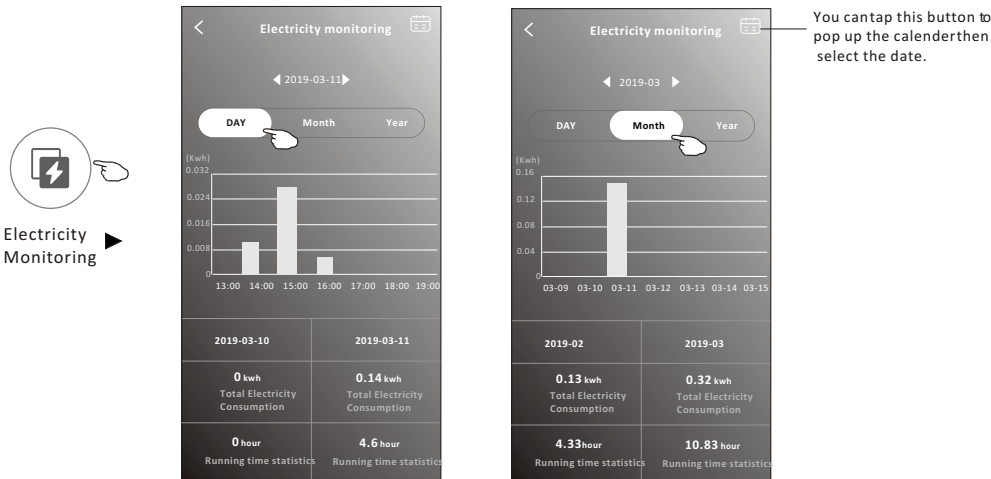 Electricity
Monitoring
Electricity monitoring
2019-03-11
DAY Month Year
(Kwh)
0.032
0.024
0.016
0.008
0
13:00 14:00 15:00 16:00 17:00 18:00 19:00
2019-03-10 2019-03-11
0 kwh 0.14 kwh
Total Electricity Total Electricity
Consumption Consumption
0 hour 4.6 hour
Running time statistics Running time statistics
Electricity monitoring
2019-03
DAY Month Year
(Kwh)
0.16
0.12
0.08
0.04
0
03-09 03-10 03-11 03-12 03-13 03-14 03-15
2019-02 2019-03
0.13 kwh 0.32 kwh
Total Electricity Total Electricity
Consumption Consumption
4.33hour 10.83 hour
Running time statistics Running time statistics
You cantap this button to
pop up the calenderthen
select the date.